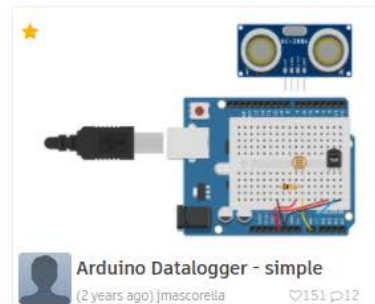 HC-SR04
Arduino Datalogger - simple
(2 years ago) jmascorella
151 12